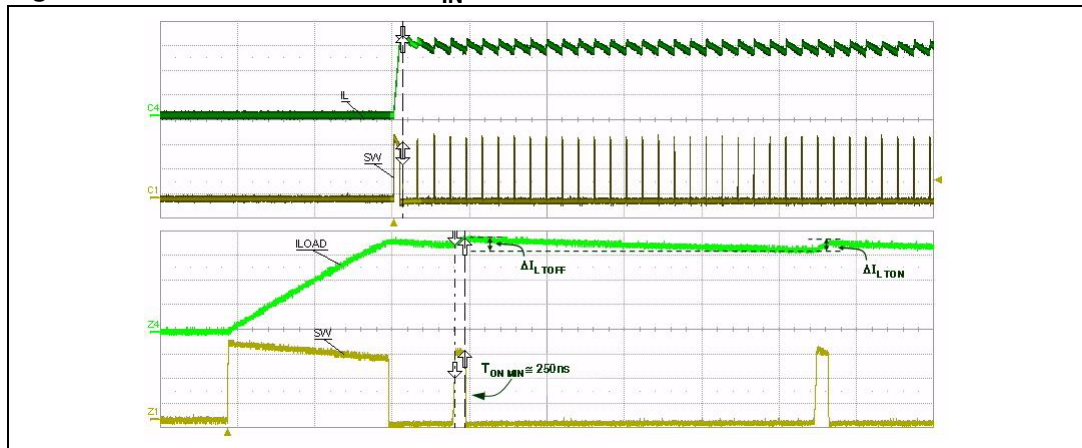 IN
C4
IL
SW
C1
ILOAD
ΔIL TOFF
ΔIL TON
Z4
SW
TON MIN ≅ 250ns
Z1